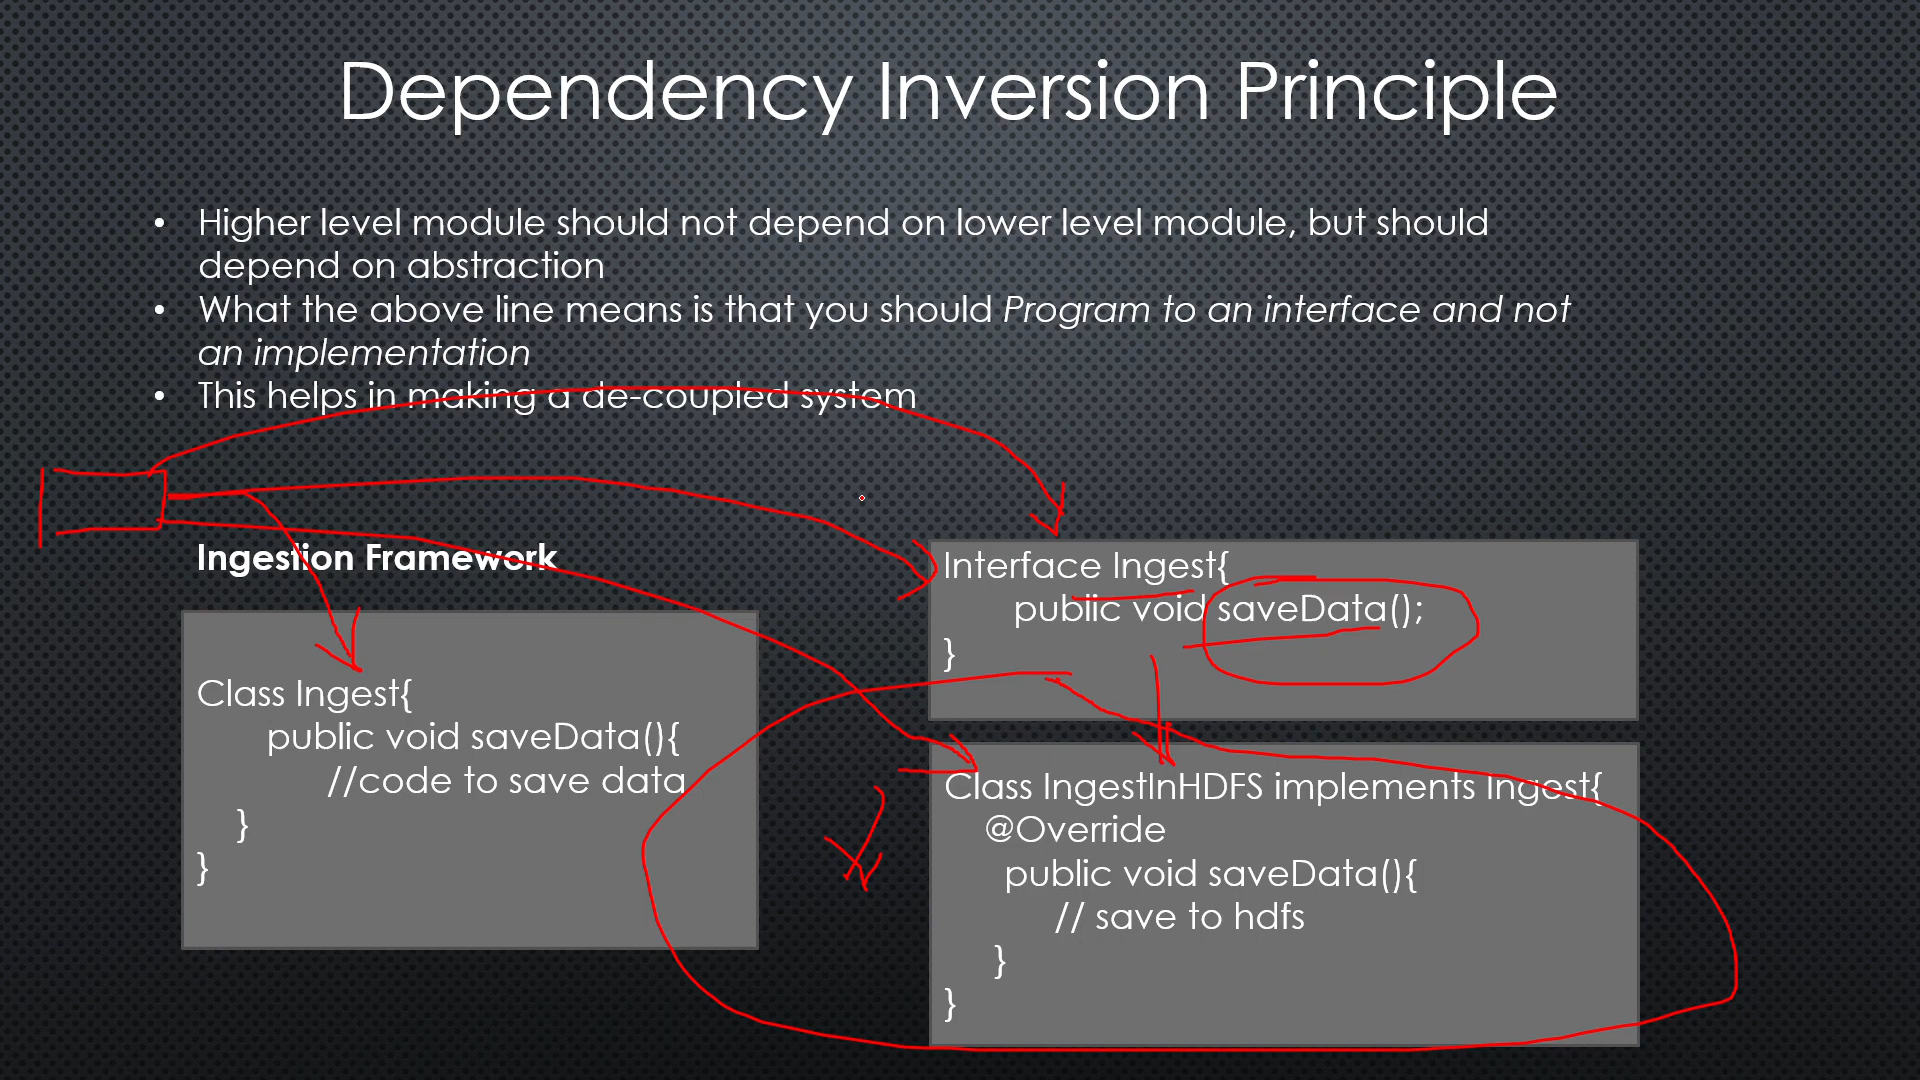 Dependency Inversion Principle
• Higher level module should not depend on lower level module, but should
depend on abstraction
• What the above line means is that you should Program to an interface and not
an implementation
• This helps in making a de-coupled system
Ingestion Framework
Class Ingest{
public void saveData(){
//code to save data
}
}
Interface Ingest{
public void saveData();
}
Class IngestInHDFS implements Ingest{
@Override
public void saveData(){
// save to hdfs
}
}